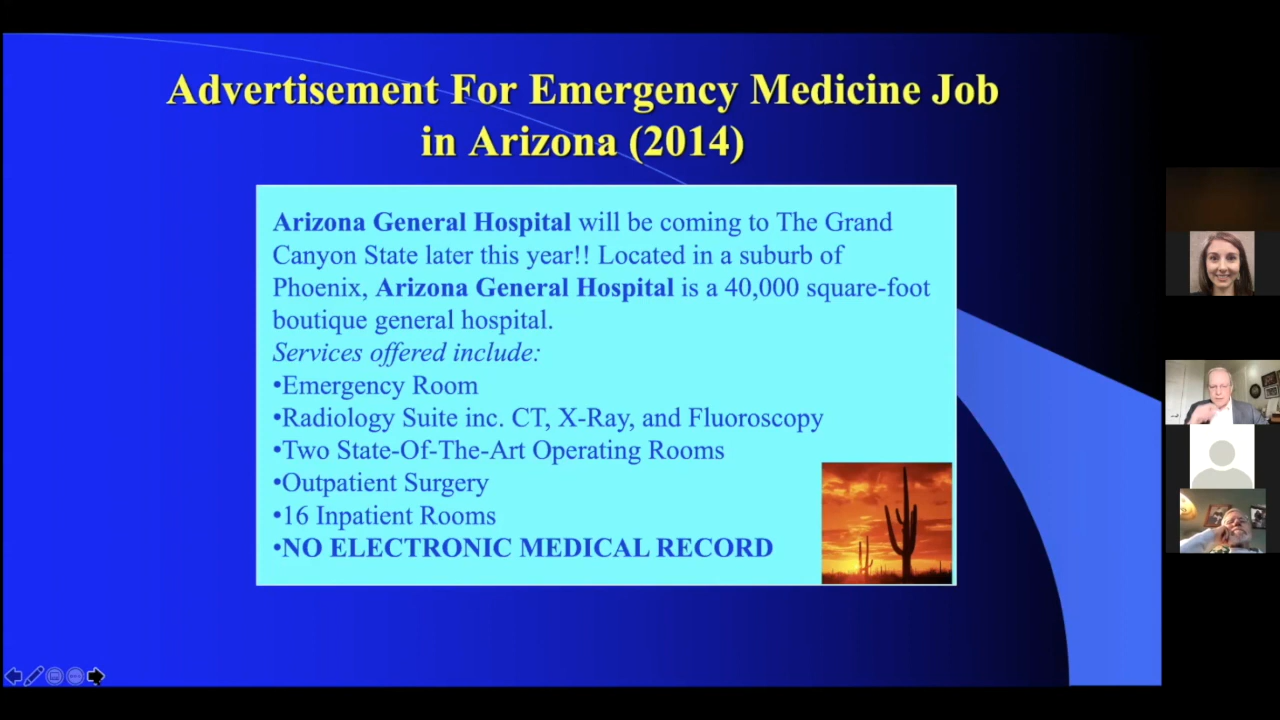 Advertisement For Emergency Medicine Job
in Arizona (2014)
Arizona General Hospital will be coming to The Grand
Canyon State later this year!! Located in a suburb of
Phoenix, Arizona General Hospital is a 40,000 square-foot
boutique general hospital.
Services offered include:
•Emergency Room
•Radiology Suite inc. CT, X-Ray, and Fluoroscopy
•Two State-Of-The-Art Operating Rooms
•Outpatient Surgery
•16 Inpatient Rooms
•NO ELECTRONIC MEDICAL RECORD